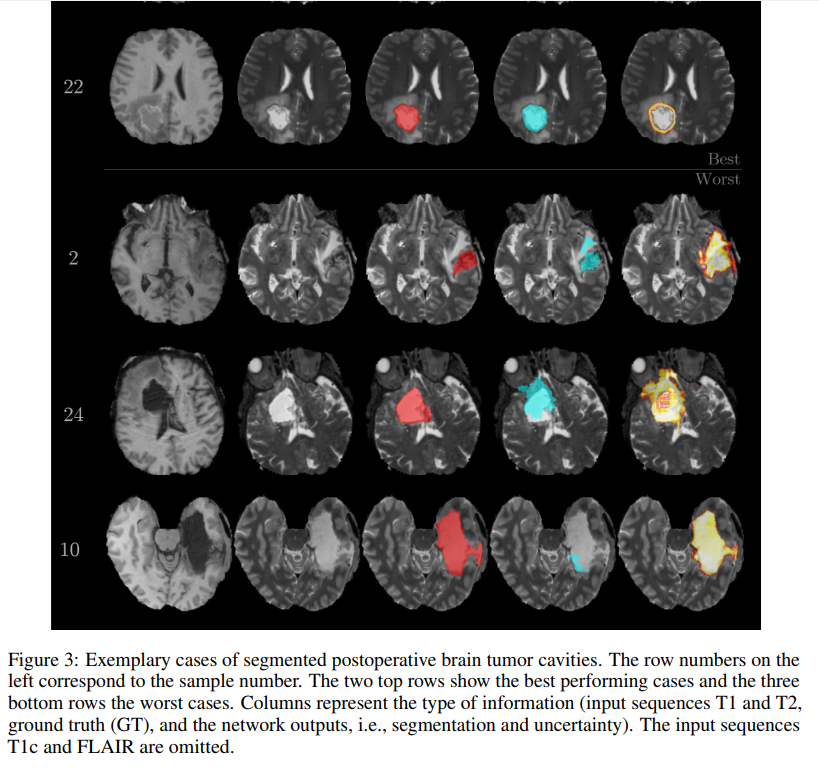 22
Best
Worst
2
24
10
Figure 3: Exemplary cases of segmented postoperative brain tumor cavities. The row numbers on the
left correspond to the sample number. The two top rows show the best performing cases and the three
bottom rows the worst cases. Columns represent the type of information (input sequences T1 and T2,
ground truth (GT), and the network outputs, i.e., segmentation and uncertainty). The input sequences
T1c and FLAIR are omitted.